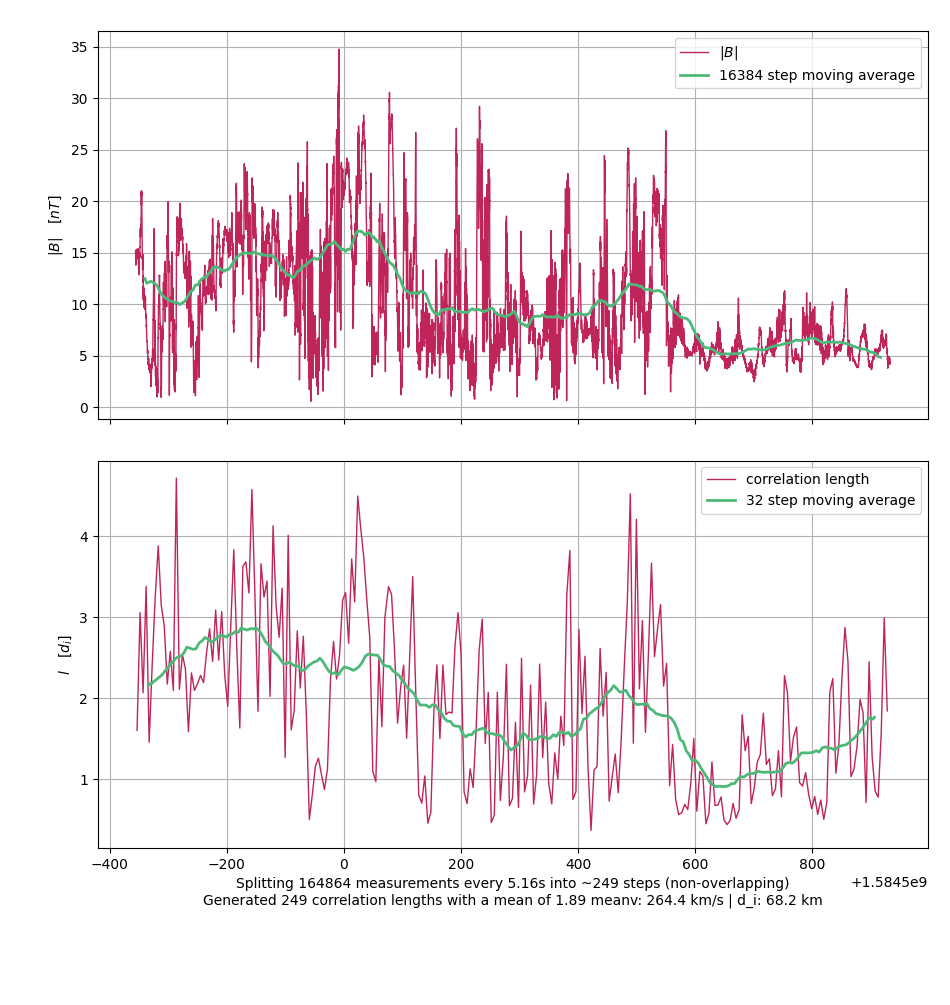 35
30
25
20
15
10
5
0
|B| [nT]
|B|
16384 step moving average
4
3
2
1
l [d_i]
correlation length
32 step moving average
−400 −200 0 200 400 600 800
+1.5845e9
Splitting 164864 measurements every 5.16s into ~249 steps (non-overlapping)
Generated 249 correlation lengths with a mean of 1.89 meanv: 264.4 km/s | d_i: 68.2 km